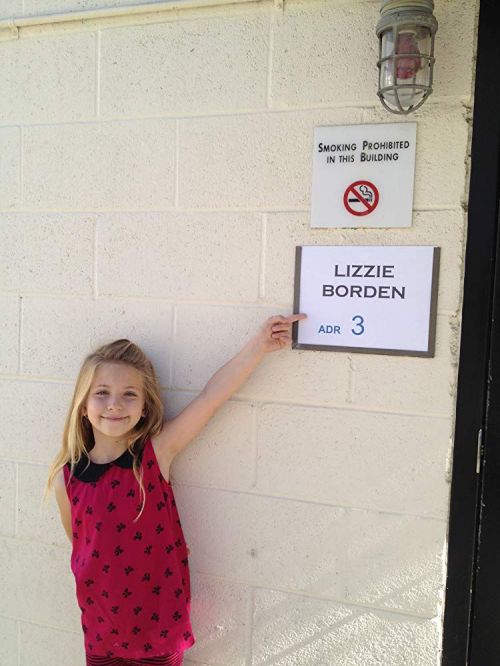 SMOKING PROHIBITED
IN THIS BUILDING
LIZZIE
BORDEN
ADR 3